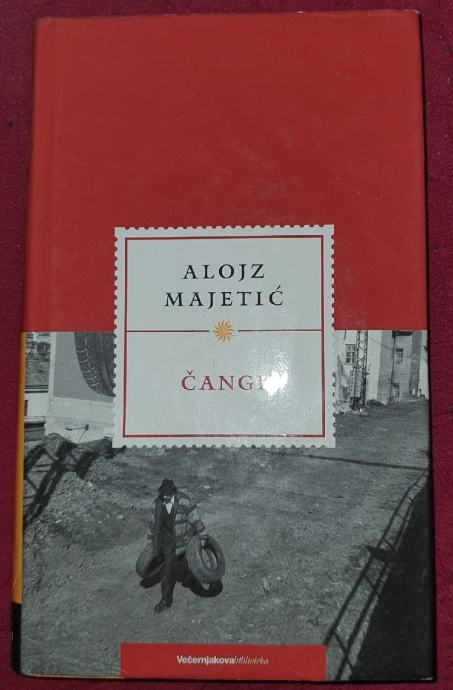 ALOJZ
MAJETIĆ
ČANGI
Večernjakova biblioteka